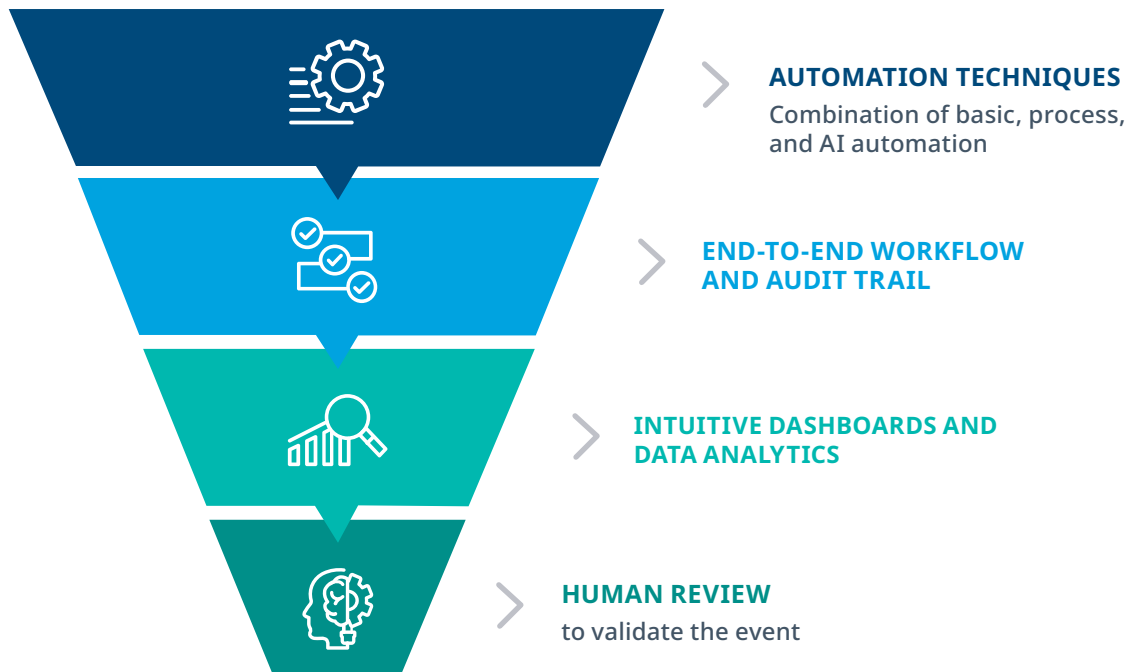 AUTOMATION TECHNIQUES
Combination of basic, process,
and AI automation
END-TO-END WORKFLOW
AND AUDIT TRAIL
INTUITIVE DASHBOARDS AND
DATA ANALYTICS
HUMAN REVIEW
to validate the event